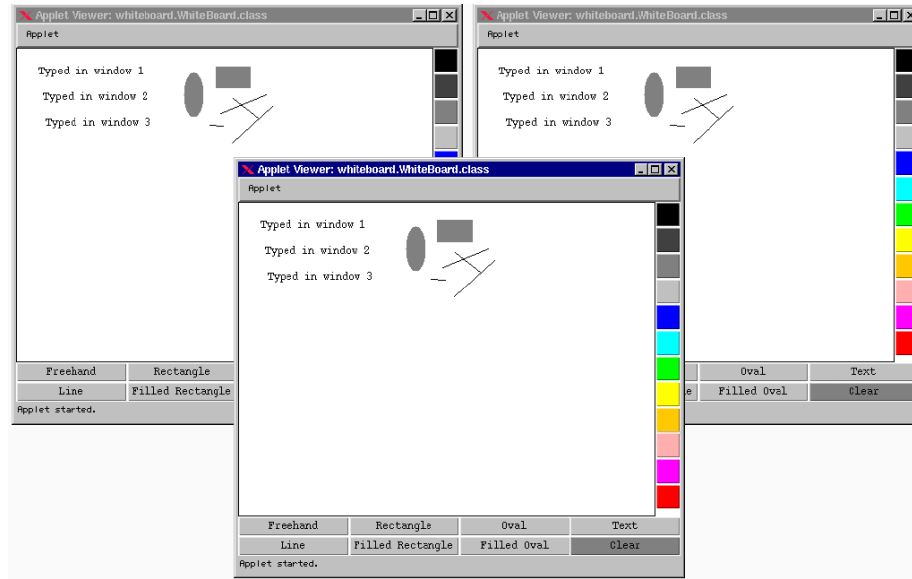 Applet Viewer: whiteboard.WhiteBoard.class
Applet
Typed in window 1
Typed in window 2
Typed in window 3
Freehand Rectangle
Line Filled Rectangle
Applet started.
Applet Viewer: whiteboard.WhiteBoard.class
Applet
Typed in window 1
Typed in window 2
Typed in window 3
Oval Text
le Filled Oval Clear
Applet Viewer: whiteboard.WhiteBoard.class
Applet
Typed in window 1
Typed in window 2
Typed in window 3
Freehand Rectangle Oval Text
Line Filled Rectangle Filled Oval Clear
Applet started.